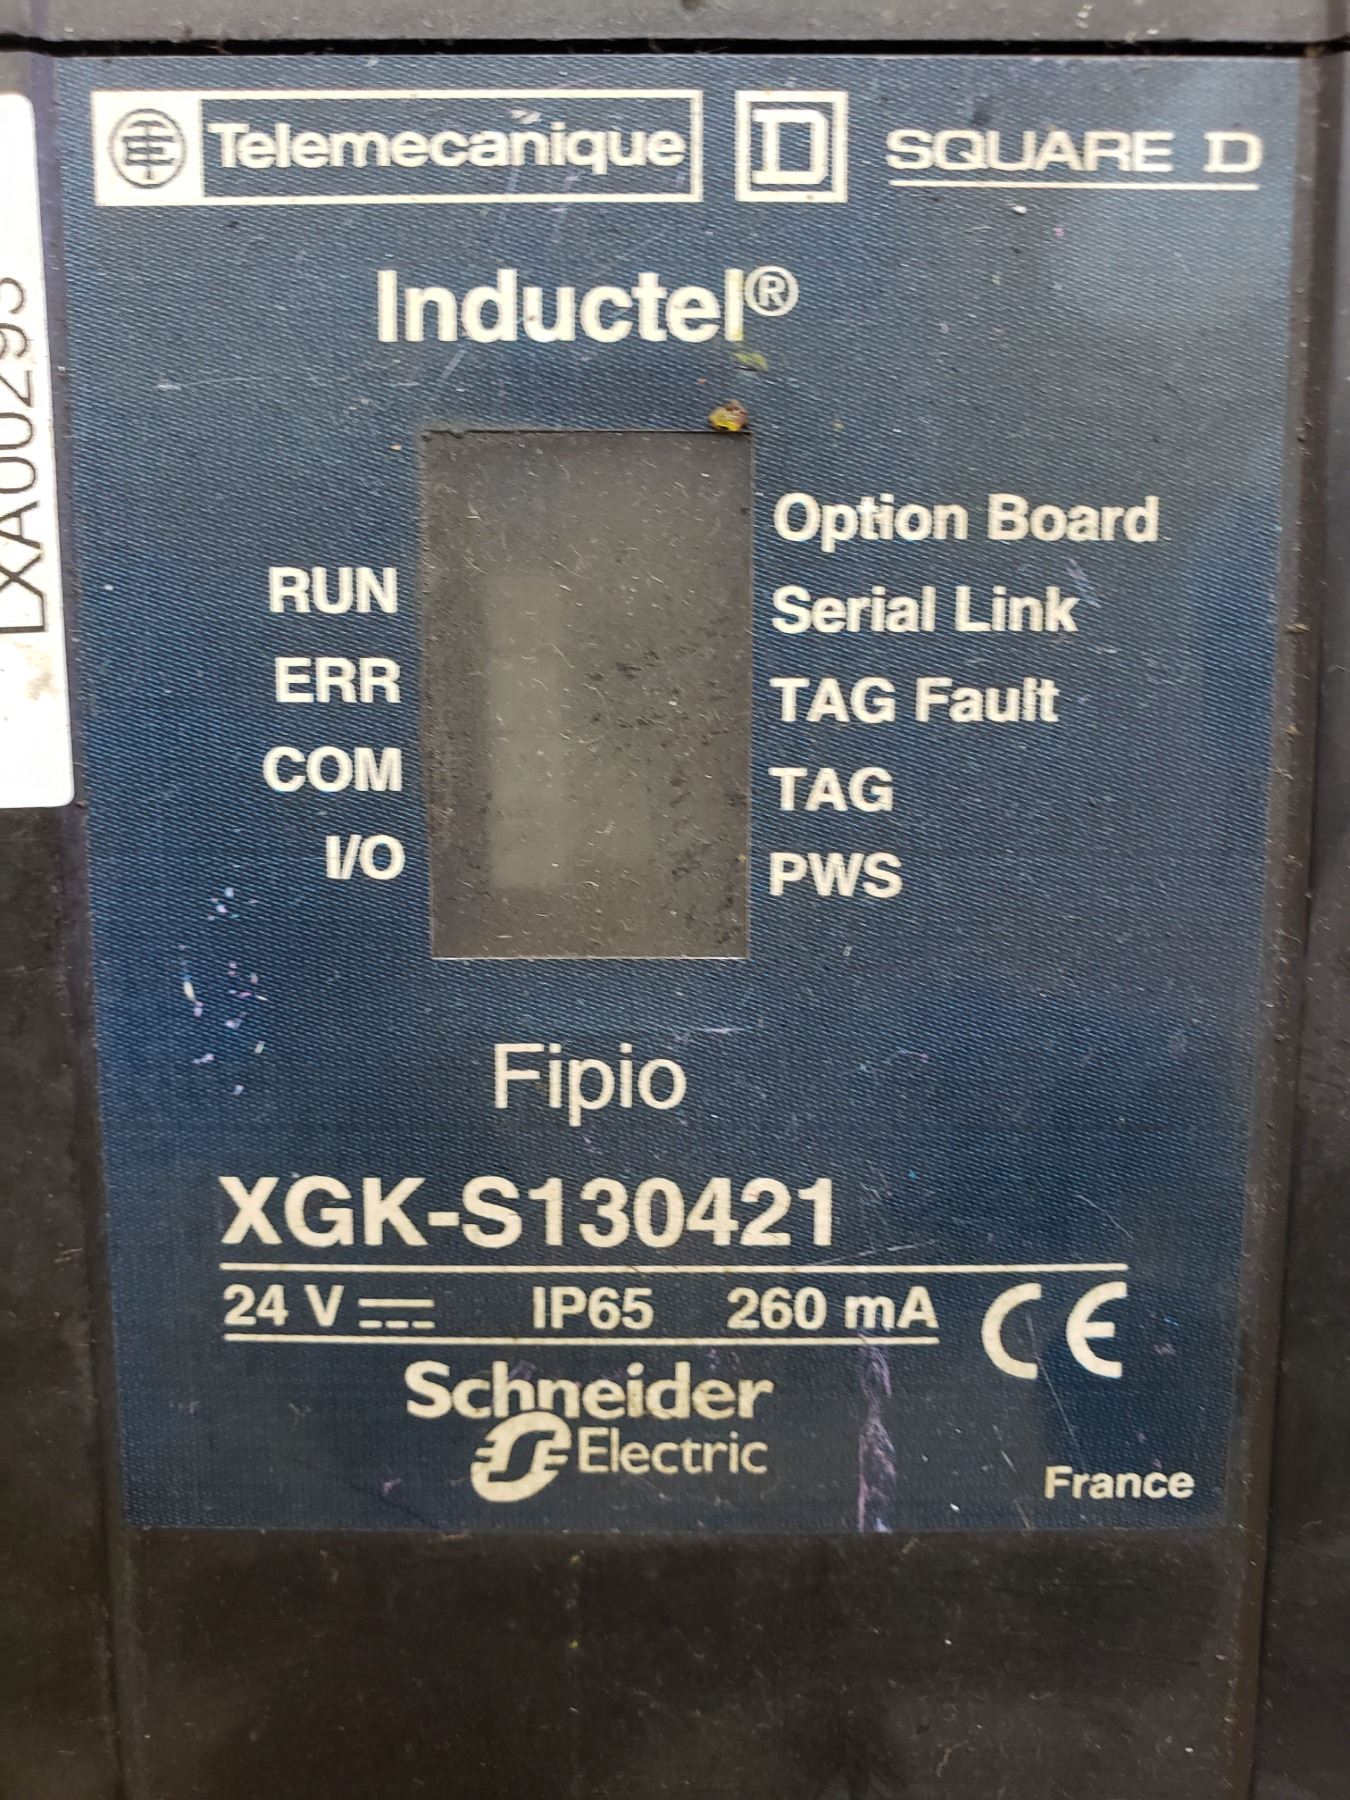 Telemecanique D SQUARE D
Inductel®
Option Board
RUN Serial Link
ERR TAG Fault
COM TAG
I/O PWS
Fipio
XGK-S130421
24 V IP65 260 mA CE
Schneider
Electric
France